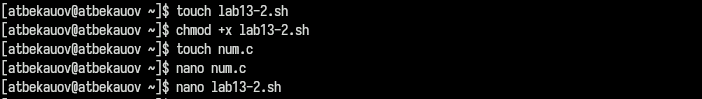 [atbekauov@atbekauov ~]$ touch lab13-2.sh
[atbekauov@atbekauov ~]$ chmod +x lab13-2.sh
[atbekauov@atbekauov ~]$ touch num.c
[atbekauov@atbekauov ~]$ nano num.c
[atbekauov@atbekauov ~]$ nano lab13-2.sh